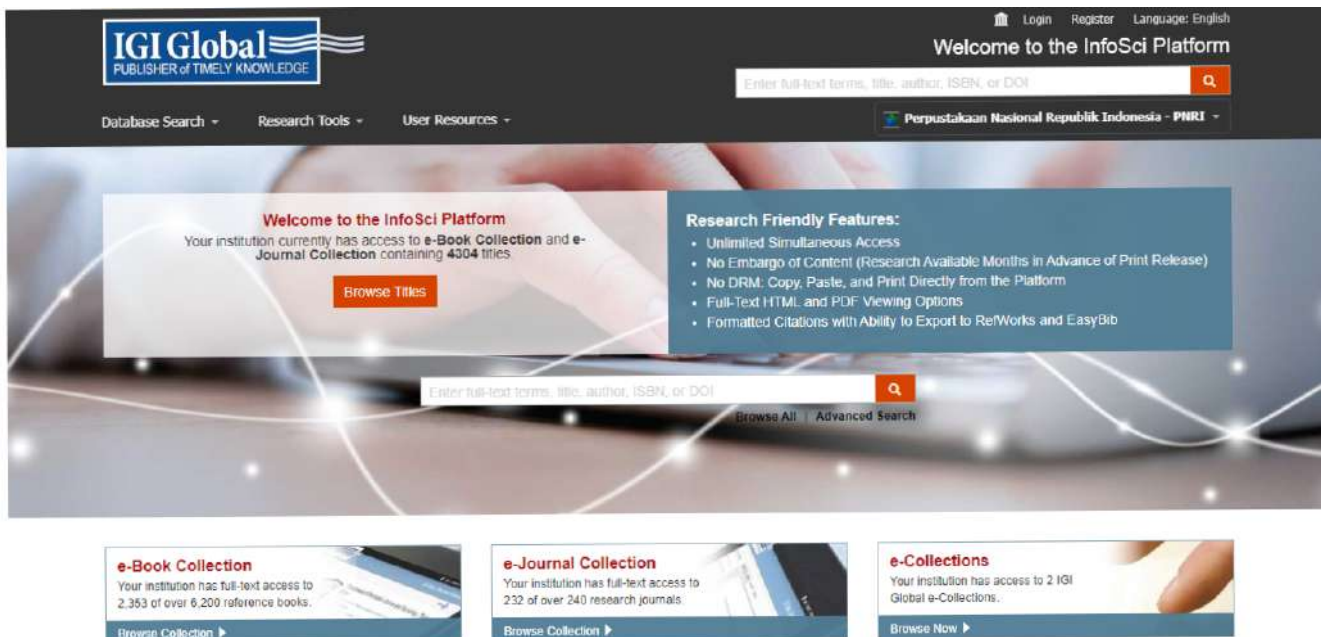 IGI Global
PUBLISHER of TIMELY KNOWLEDGE
Login Register Language: English
Welcome to the InfoSci Platform
Enter full-text terms, title, author, ISBN, or DOI
Database Search
Research Tools
User Resources
Perpustakaan Nasional Republik Indonesia - PNRI
Welcome to the InfoSci Platform
Your institution currently has access to e-Book Collection and e-
Journal Collection containing 4304 titles.
Browse Titles
Research Friendly Features:
• Unlimited Simultaneous Access
• No Embargo of Content (Research Available Months in Advance of Print Release)
• No DRM: Copy, Paste, and Print Directly from the Platform
• Full-Text HTML and PDF Viewing Options
• Formatted Citations with Ability to Export to RefWorks and EasyBib
Enter full-text terms, title, author, ISBN, or DOI
Browse All | Advanced Search
e-Book Collection
Your institution has full-text access to
2,353 of over 6,200 reference books.
Browse Collection
e-Journal Collection
Your institution has full-text access to
232 of over 240 research journals.
Browse Collection
e-Collections
Your institution has access to 2 IGI
Global e-Collections.
Browse Now